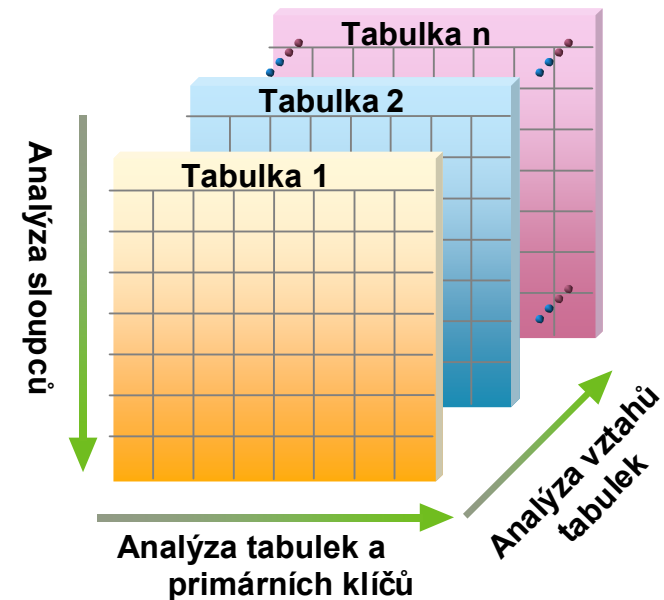 Tabulka n
Tabulka 2
Tabulka 1
Analýza sloupců
Analýza tabulek a
primárních klíčů
Analýza vztahů
tabulek